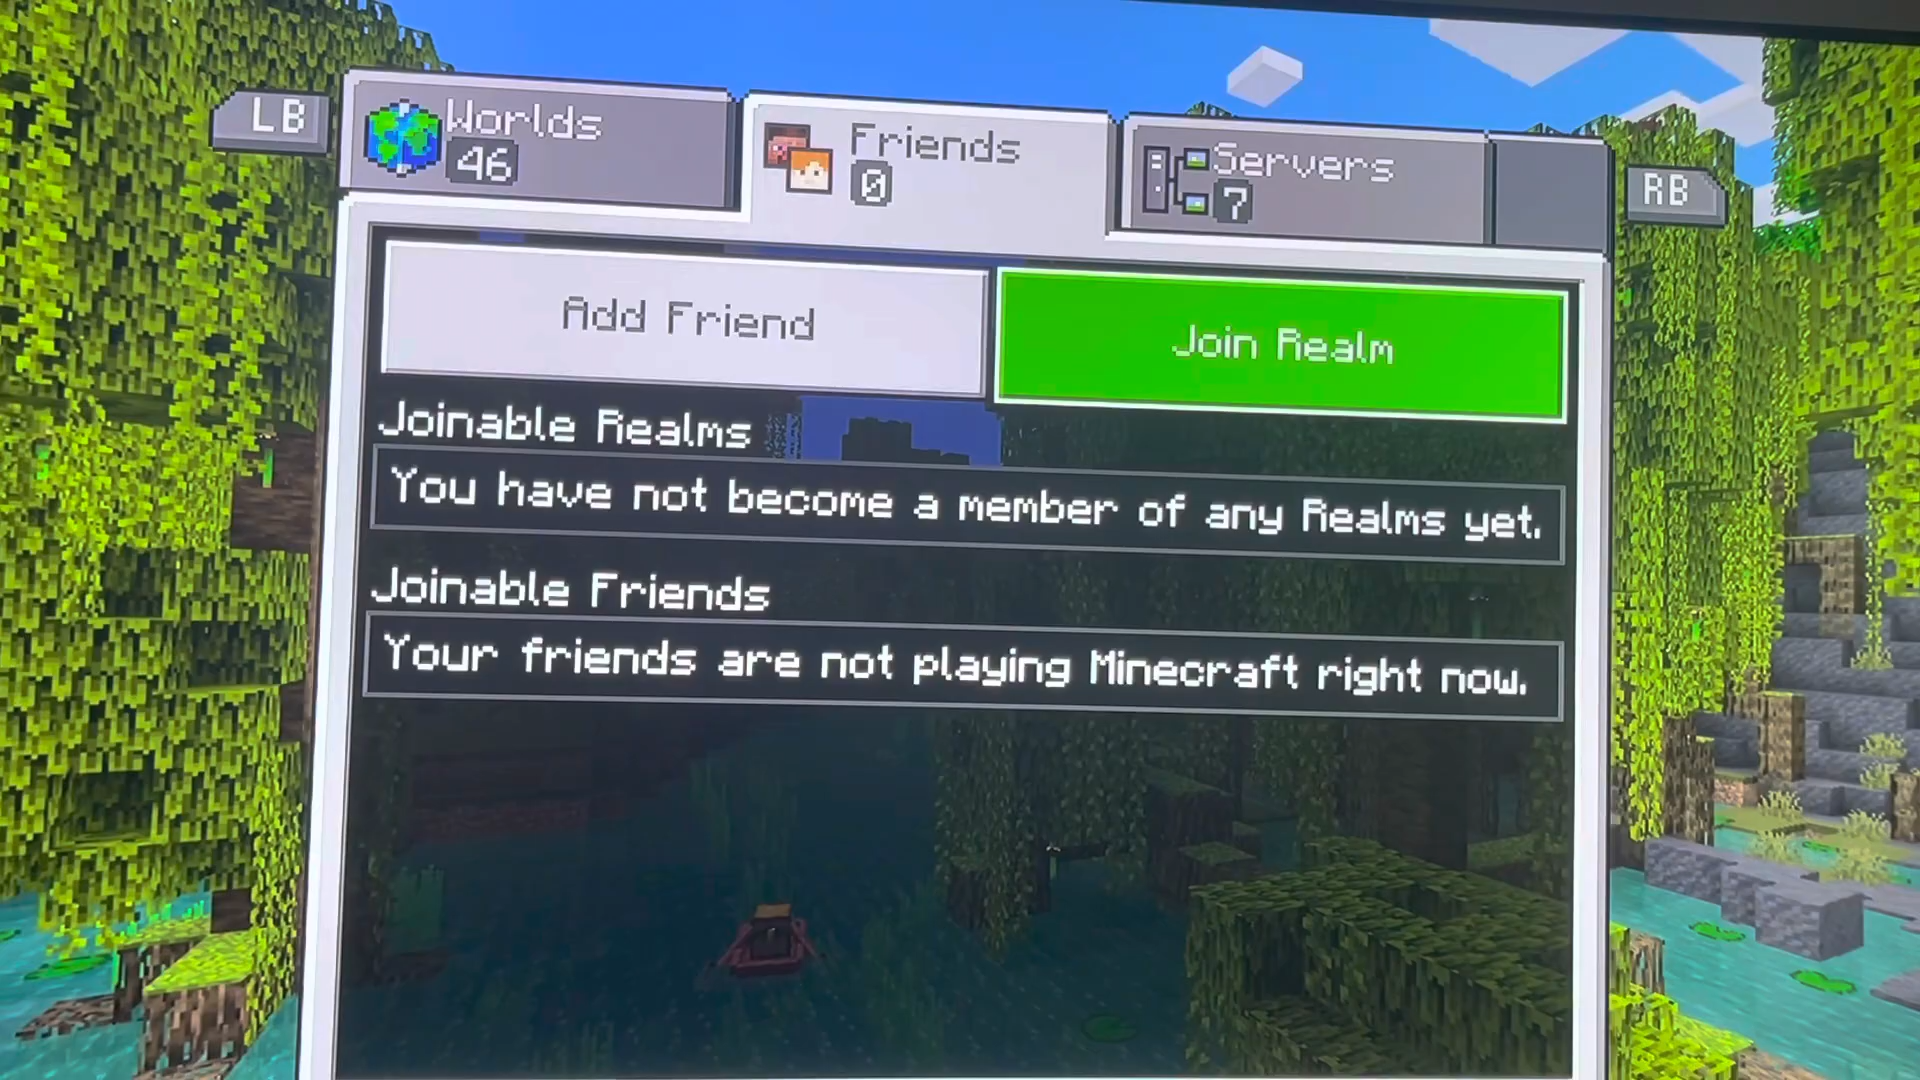 LB
Worlds
46
Friends
0
Servers
7
RB
Add Friend
Join Realm
Joinable Realms
You have not become a member of any Realms yet.
Joinable Friends
Your friends are not playing Minecraft right now.